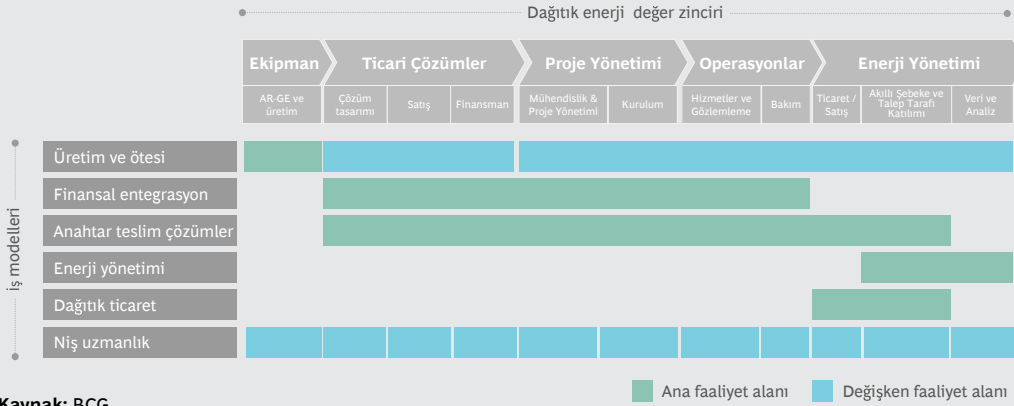 Dağıtık enerji değer zinciri
Ekipman
Ticari Çözümler
Proje Yönetimi
Operasyonlar
Enerji Yönetimi
AR-GE ve
üretim
Çözüm
tasarımı
Satış
Finansman
Mühendislik &
Proje Yönetimi
Kurulum
Hizmetler ve
Gözlemleme
Bakım
Ticaret /
Satış
Akıllı Şebeke ve
Talep Tarafı
Katılımı
Veri ve
Analiz
İş modelleri
Üretim ve ötesi
Finansal entegrasyon
Anahtar teslim çözümler
Enerji yönetimi
Dağıtık ticaret
Niş uzmanlık
Ana faaliyet alanı
Değişken faaliyet alanı
Kaynak: BCG